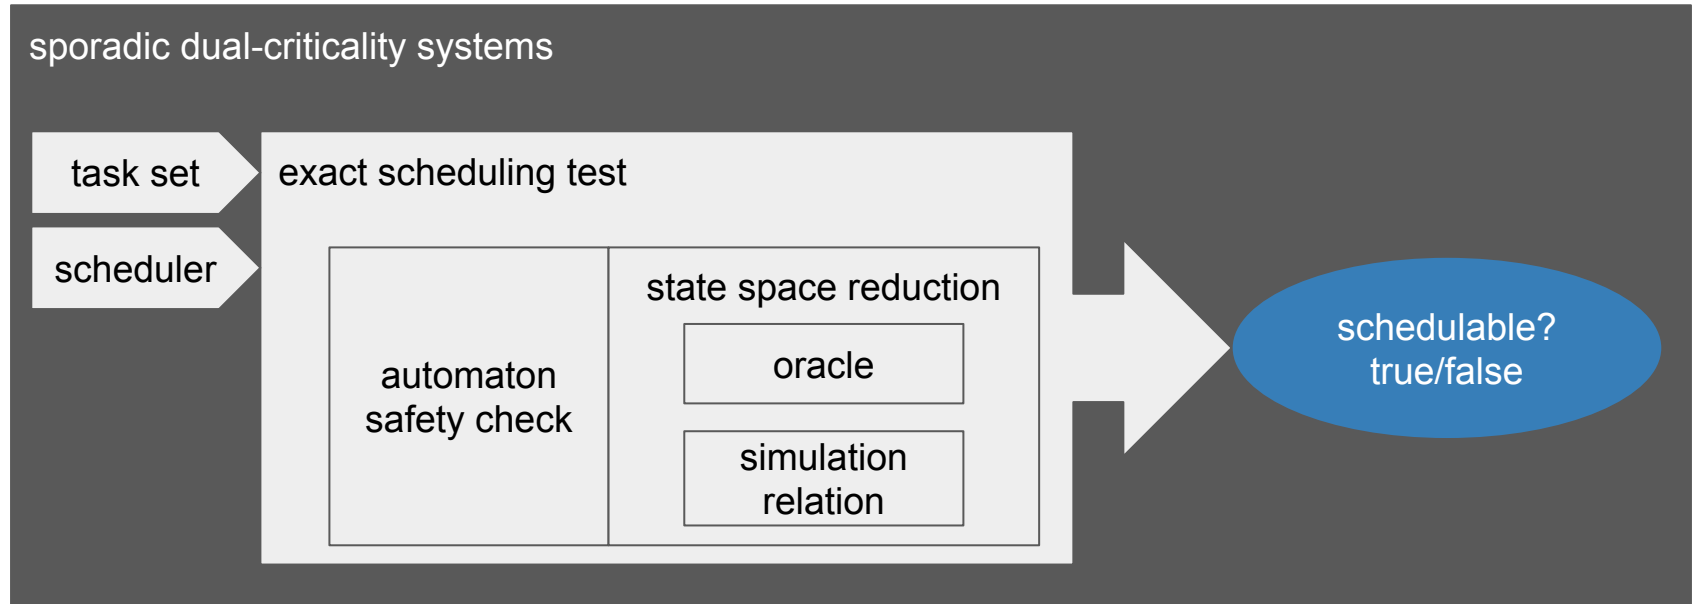 sporadic dual-criticality systems
task set
scheduler
exact scheduling test
automaton
safety check
state space reduction
oracle
simulation
relation
schedulable?
true/false